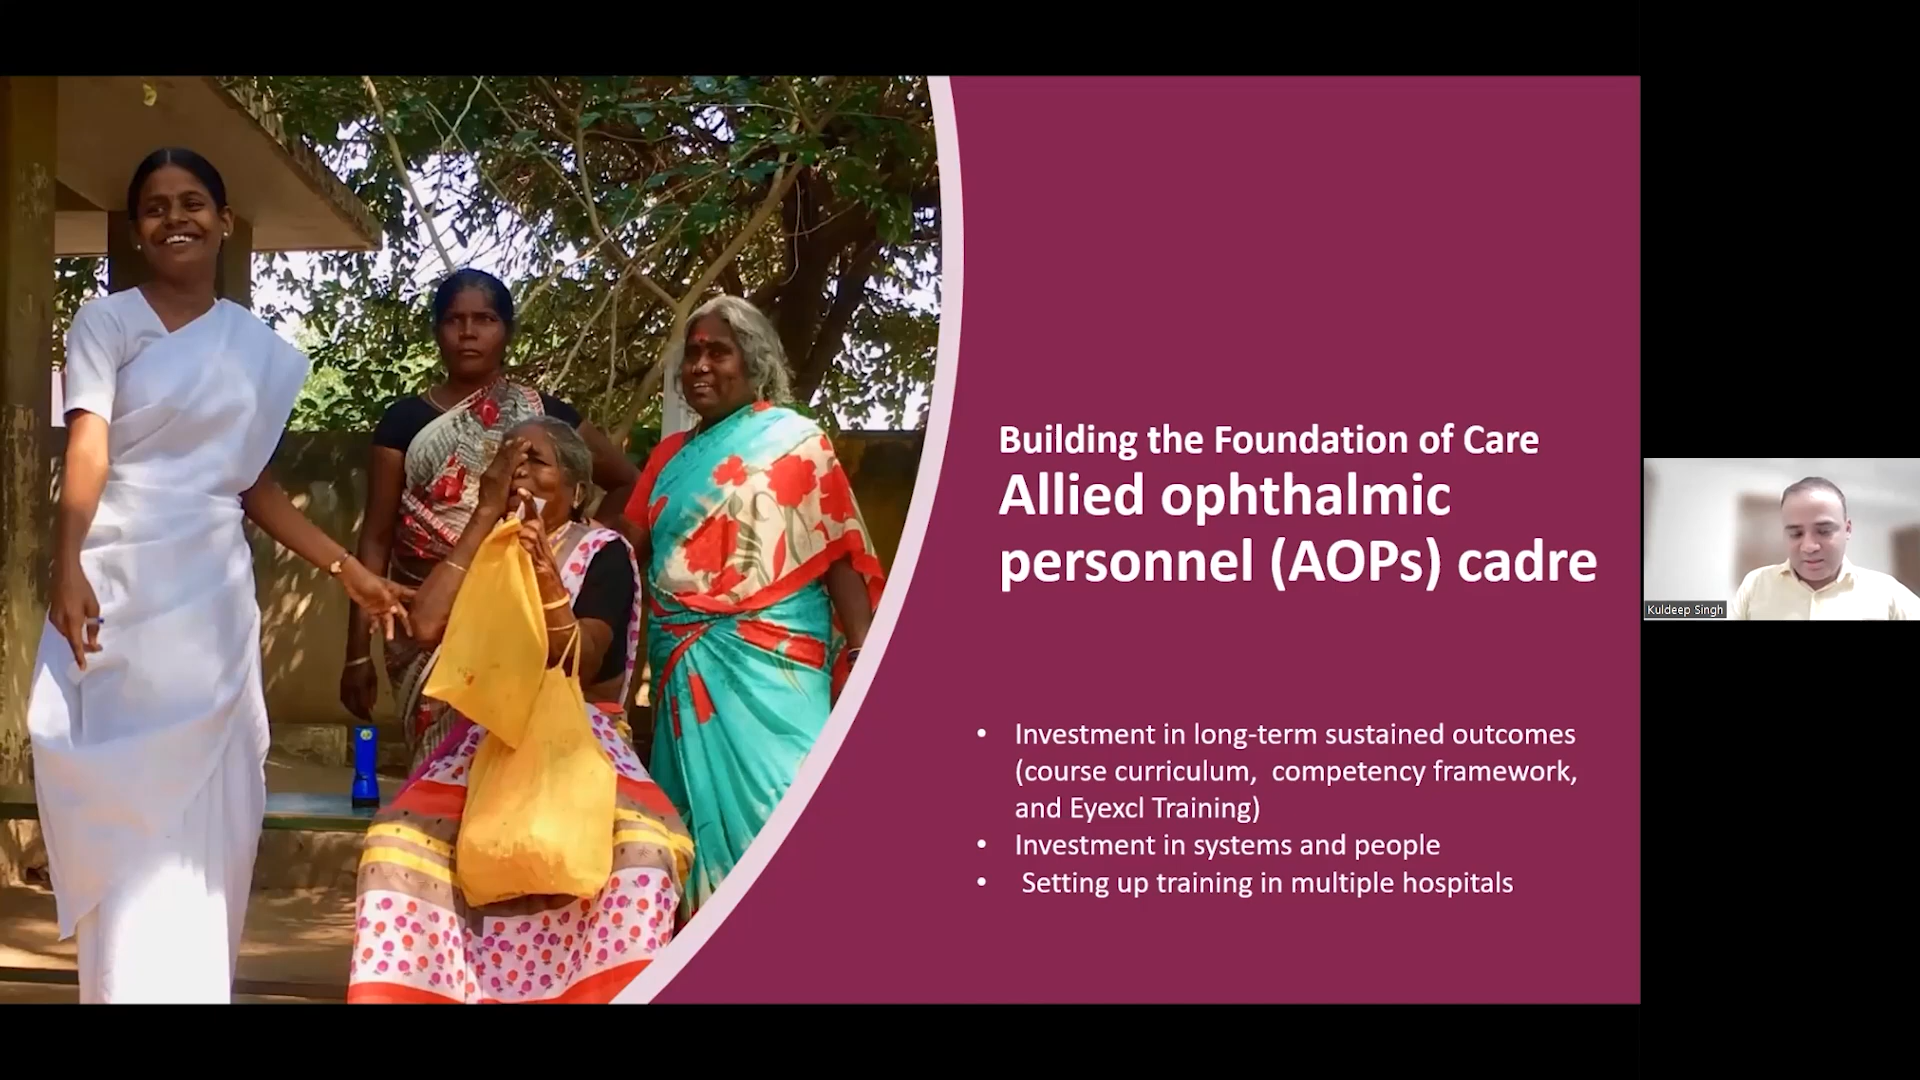 Building the Foundation of Care
Allied ophthalmic
personnel (AOPs) cadre
• Investment in long-term sustained outcomes
(course curriculum, competency framework,
and Eyexcl Training)
• Investment in systems and people
• Setting up training in multiple hospitals
Kuldeep Singh